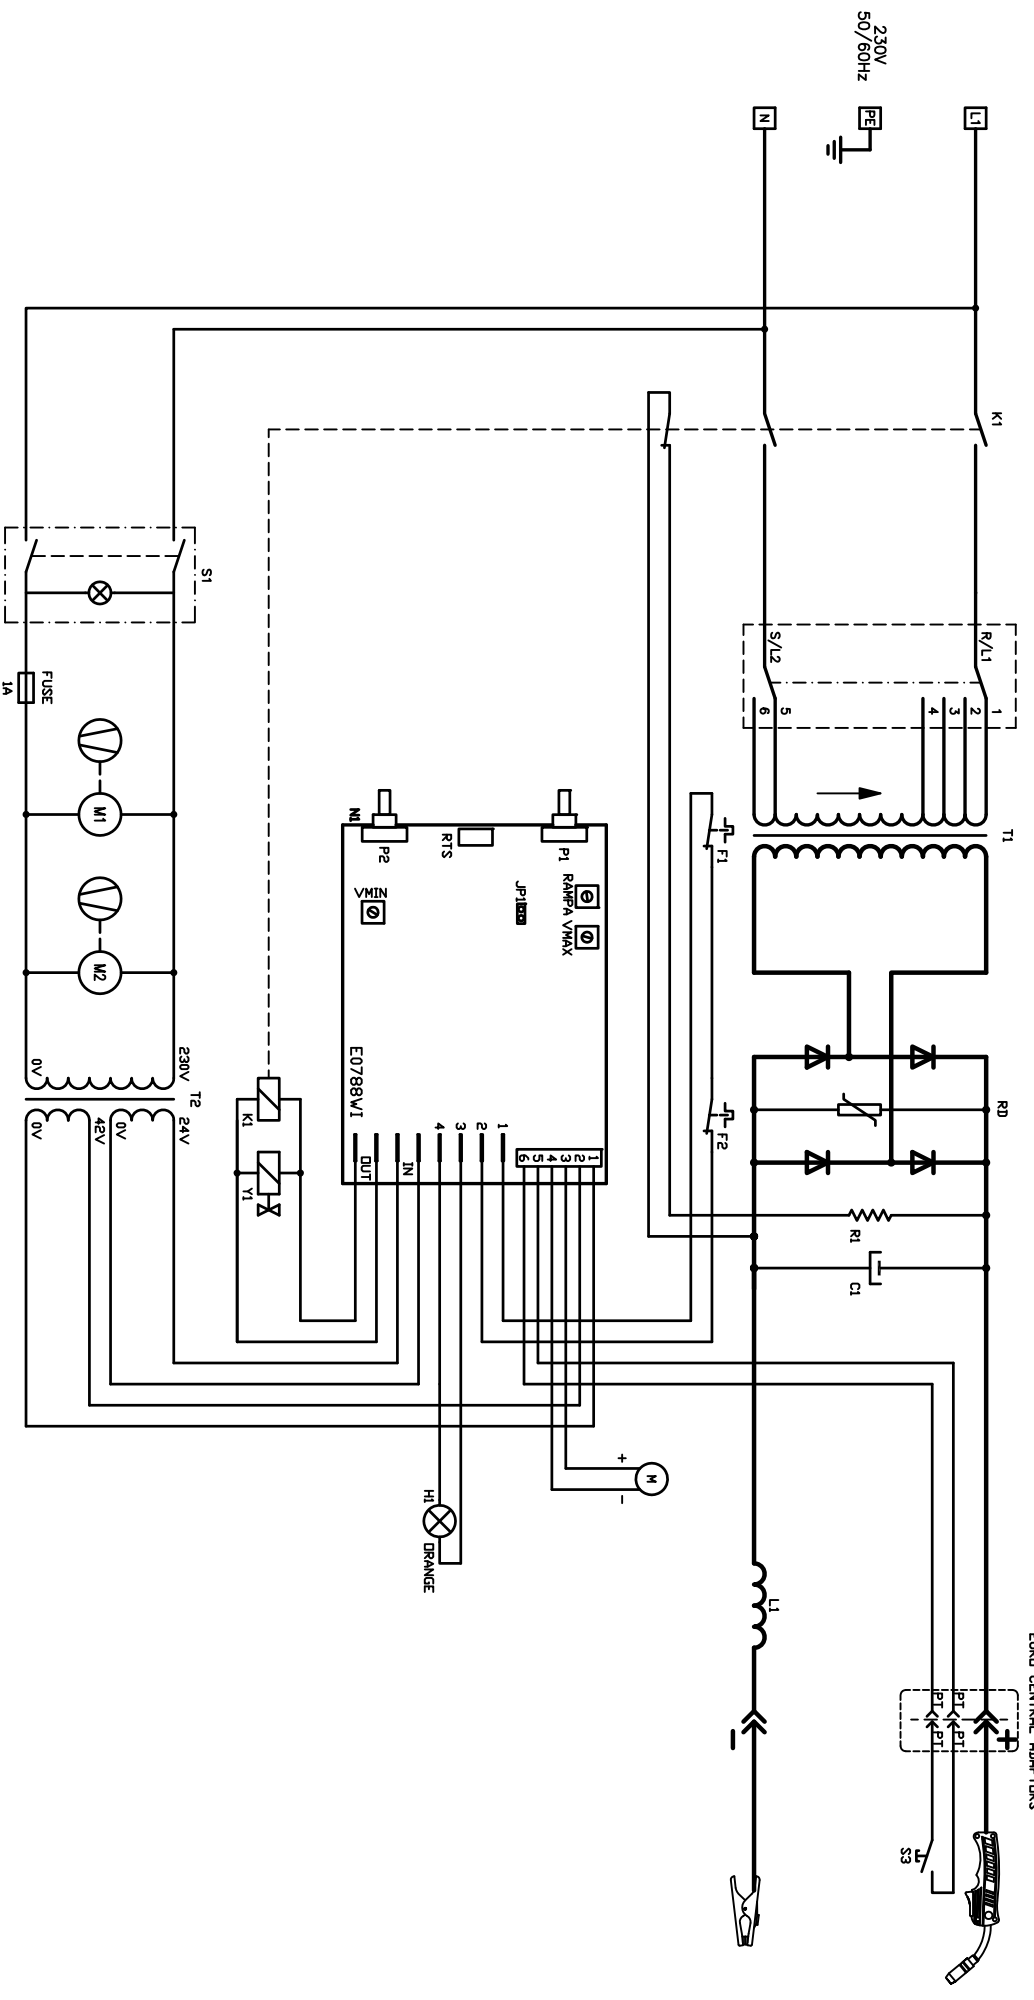 230V
50/60Hz
L1
PE
N
K1
S1
FUSE
1A
R/L1
S/L2
1
2
3
4
5
6
T1
F1
F2
RD
R1
C1
M1
M2
230V
0V
T2
24V
0V
42V
0V
N1
P2
RTS
P1
RAMPA
VMAX
JP1
VMIN
E0788WI
K1
Y1
OUT
IN
4
3
2
1
1
2
3
4
5
6
M
+
-
H1
ORANGE
L1
-
EURO CENTRAL ADAPTORS
+
PT
PT
PT
PT
S3